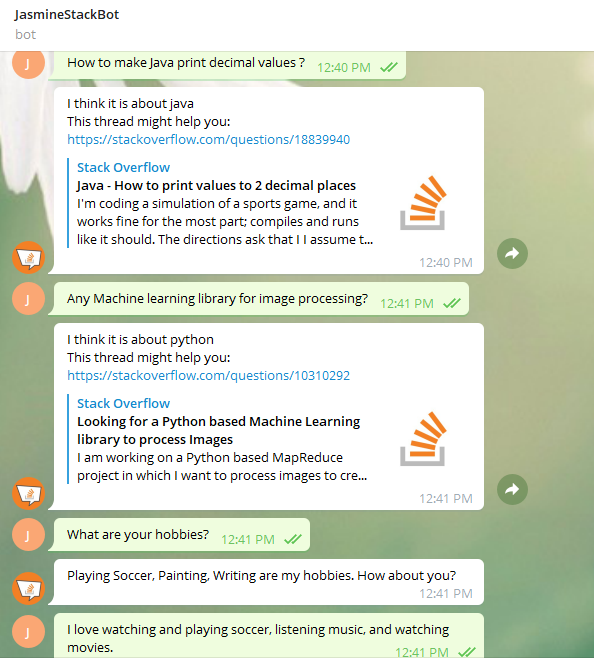 JasmineStackBot
bot
J
How to make Java print decimal values ?
12:40 PM
I think it is about java
This thread might help you:
https://stackoverflow.com/questions/18839940
Stack Overflow
Java - How to print values to 2 decimal places
I'm coding a simulation of a sports game, and it
works fine for the most part; compiles and runs
like it should. The directions ask that I I assume t...
12:40 PM
J
Any Machine learning library for image processing?
12:41 PM
I think it is about python
This thread might help you:
https://stackoverflow.com/questions/10310292
Stack Overflow
Looking for a Python based Machine Learning
library to process Images
I am working on a Python based MapReduce
project in which I want to process images to cre...
12:41 PM
J
What are your hobbies?
12:41 PM
Playing Soccer, Painting, Writing are my hobbies. How about you?
12:41 PM
J
I love watching and playing soccer, listening music, and watching
movies.
12:41 PM